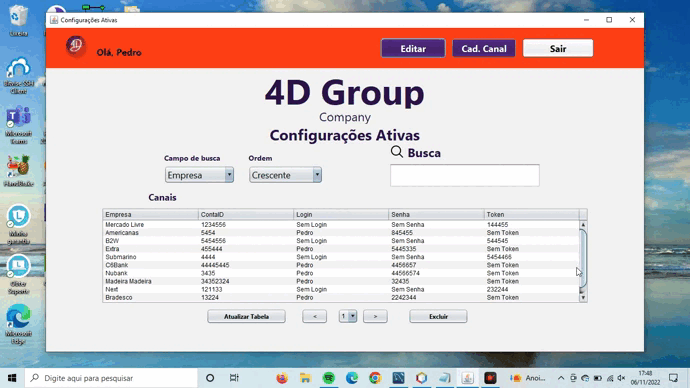 Configurações Ativas
4D
Olá, Pedro
Editar
Cad. Canal
Sair
4D Group
Company
Configurações Ativas
Campo de busca
Ordem
Busca
Empresa
Crescente
Canais
Empresa ContaID Login Senha Token
Mercado Livre 1234556 Sem Login Sem Senha 144455
Americanas 5454 Pedro 845455 Sem Token
B2W 5454556 Sem Login Sem Senha 544545
Extra 455444 Pedro 5445335 Sem Token
Submarino 4444 Sem Login Sem Senha 5454466
C6Bank 44445445 Pedro 4456657 Sem Token
Nubank 3435 Pedro 44566574 Sem Token
Madeira Madeira 34352324 Pedro 32435 Sem Token
Next 121133 Sem Login Sem Senha 232244
Bradesco 13224 Pedro 2242344 Sem Token
Atualizar Tabela
<
1
>
Excluir
Lixeira
Bitvise SSH
Client
Microsoft
Teams
HandBrake
Minha
garantia
Obter
Suporte
Microsoft
Edge
Digite aqui para pesquisar
Anoi...
17:48
06/11/2022